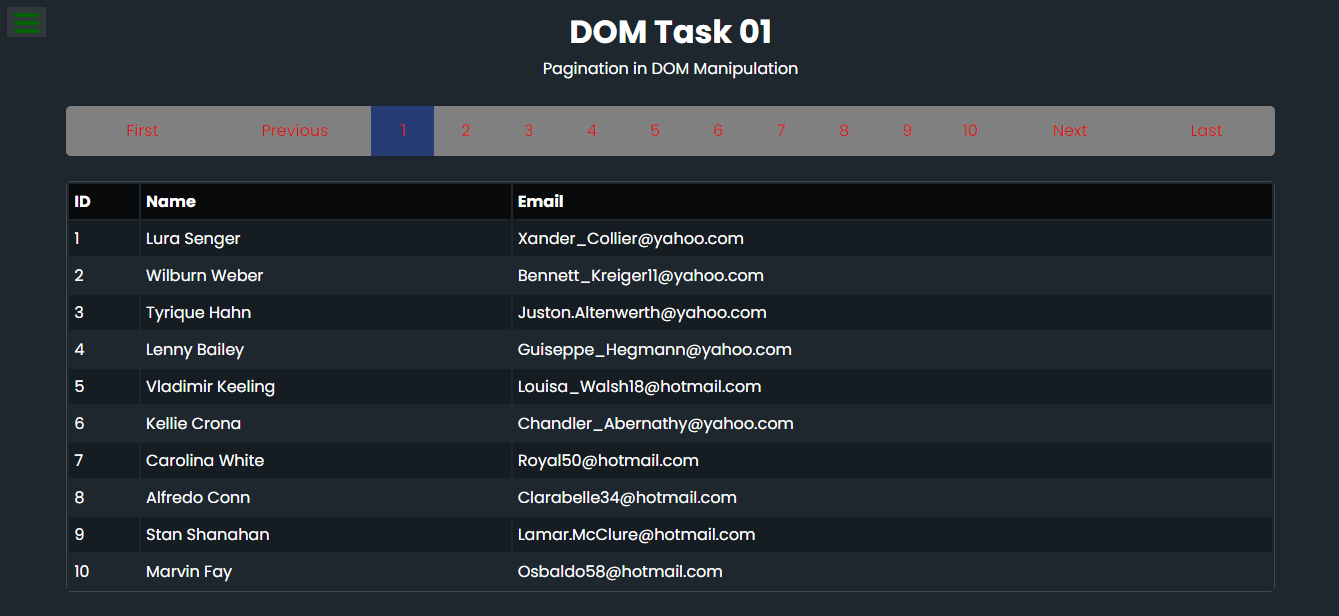 DOM Task 01
Pagination in DOM Manipulation
First Previous 1 2 3 4 5 6 7 8 9 10 Next Last
ID Name Email
1 Lura Senger Xander_Collier@yahoo.com
2 Wilburn Weber Bennett_Kreiger11@yahoo.com
3 Tyrique Hahn Juston.Altenwerth@yahoo.com
4 Lenny Bailey Guiseppe_Hegmann@yahoo.com
5 Vladimir Keeling Louisa_Walsh18@hotmail.com
6 Kellie Crona Chandler_Abernathy@yahoo.com
7 Carolina White Royal50@hotmail.com
8 Alfredo Conn Clarabelle34@hotmail.com
9 Stan Shanahan Lamar.McClure@hotmail.com
10 Marvin Fay Osbaldo58@hotmail.com